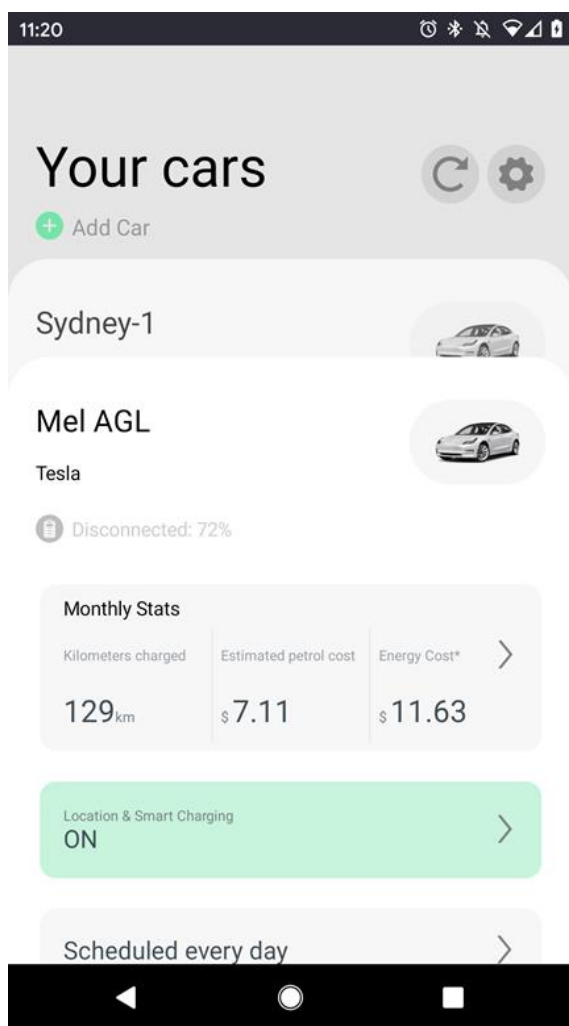 11:20
Your cars
Add Car
Sydney-1
Mel AGL
Tesla
Disconnected: 72%
Monthly Stats
Kilometers charged Estimated petrol cost Energy Cost*
129km $7.11 $11.63
Location & Smart Charging
ON
Scheduled every day